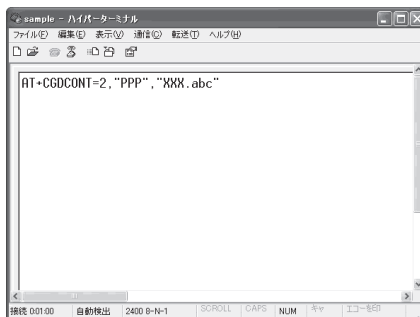 sample - ハイパーターミナル
ファイル(F) 編集(E) 表示(V) 通信(C) 転送(T) ヘルプ(H)
AT+CGDCONT=2,"PPP","XXX.abc"
接続 0:01:00 自動検出 2400 8-N-1 SCROLL CAPS NUM キャ エコーを印